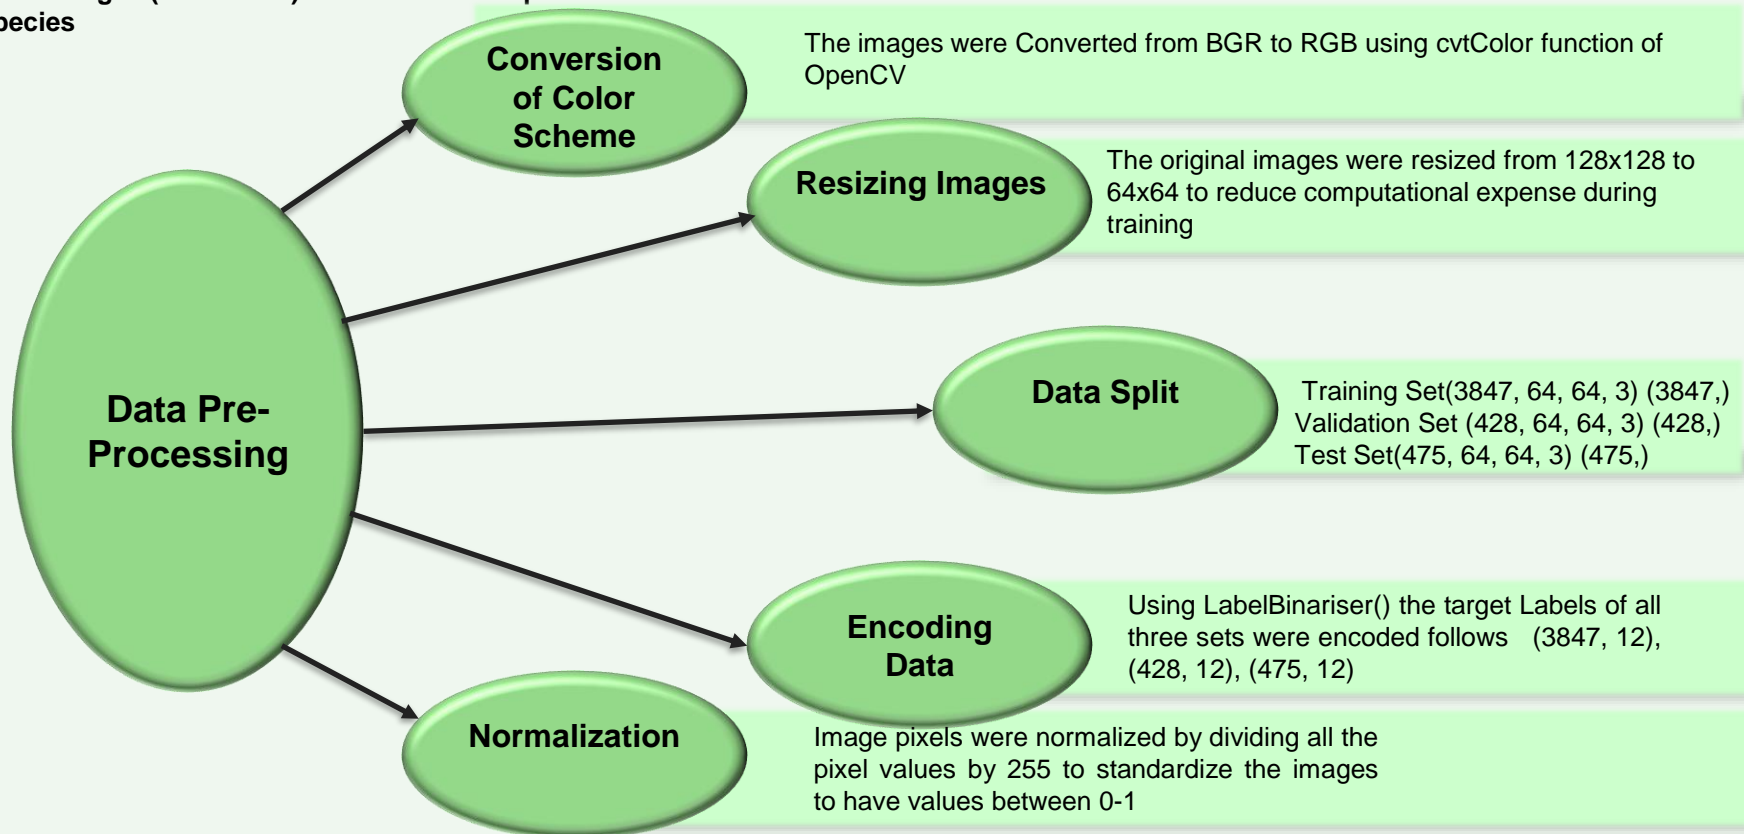 pecies
Conversion
of Color
Scheme
The images were Converted from BGR to RGB using cvtColor function of
OpenCV
Resizing Images
The original images were resized from 128x128 to
64x64 to reduce computational expense during
training
Data Pre-
Processing
Data Split
Training Set(3847, 64, 64, 3) (3847,)
Validation Set (428, 64, 64, 3) (428,)
Test Set(475, 64, 64, 3) (475,)
Encoding
Data
Using LabelBinariser() the target Labels of all
three sets were encoded follows (3847, 12),
(428, 12), (475, 12)
Normalization
Image pixels were normalized by dividing all the
pixel values by 255 to standardize the images
to have values between 0-1